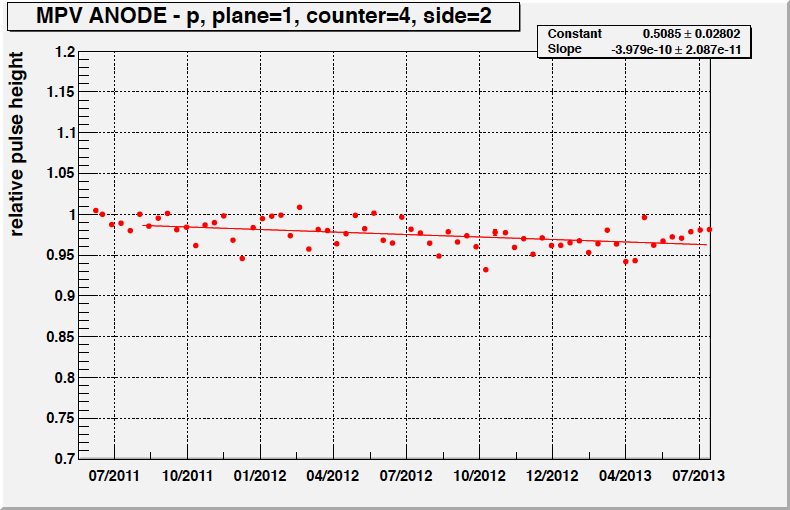 MPV ANODE - p, plane=1, counter=4, side=2
Constant 0.5085 ± 0.02802
Slope -3.979e-10 ± 2.087e-11
relative pulse height
1.2
1.15
1.1
1.05
1
0.95
0.9
0.85
0.8
0.75
0.7
07/2011 10/2011 01/2012 04/2012 07/2012 10/2012 12/2012 04/2013 07/2013